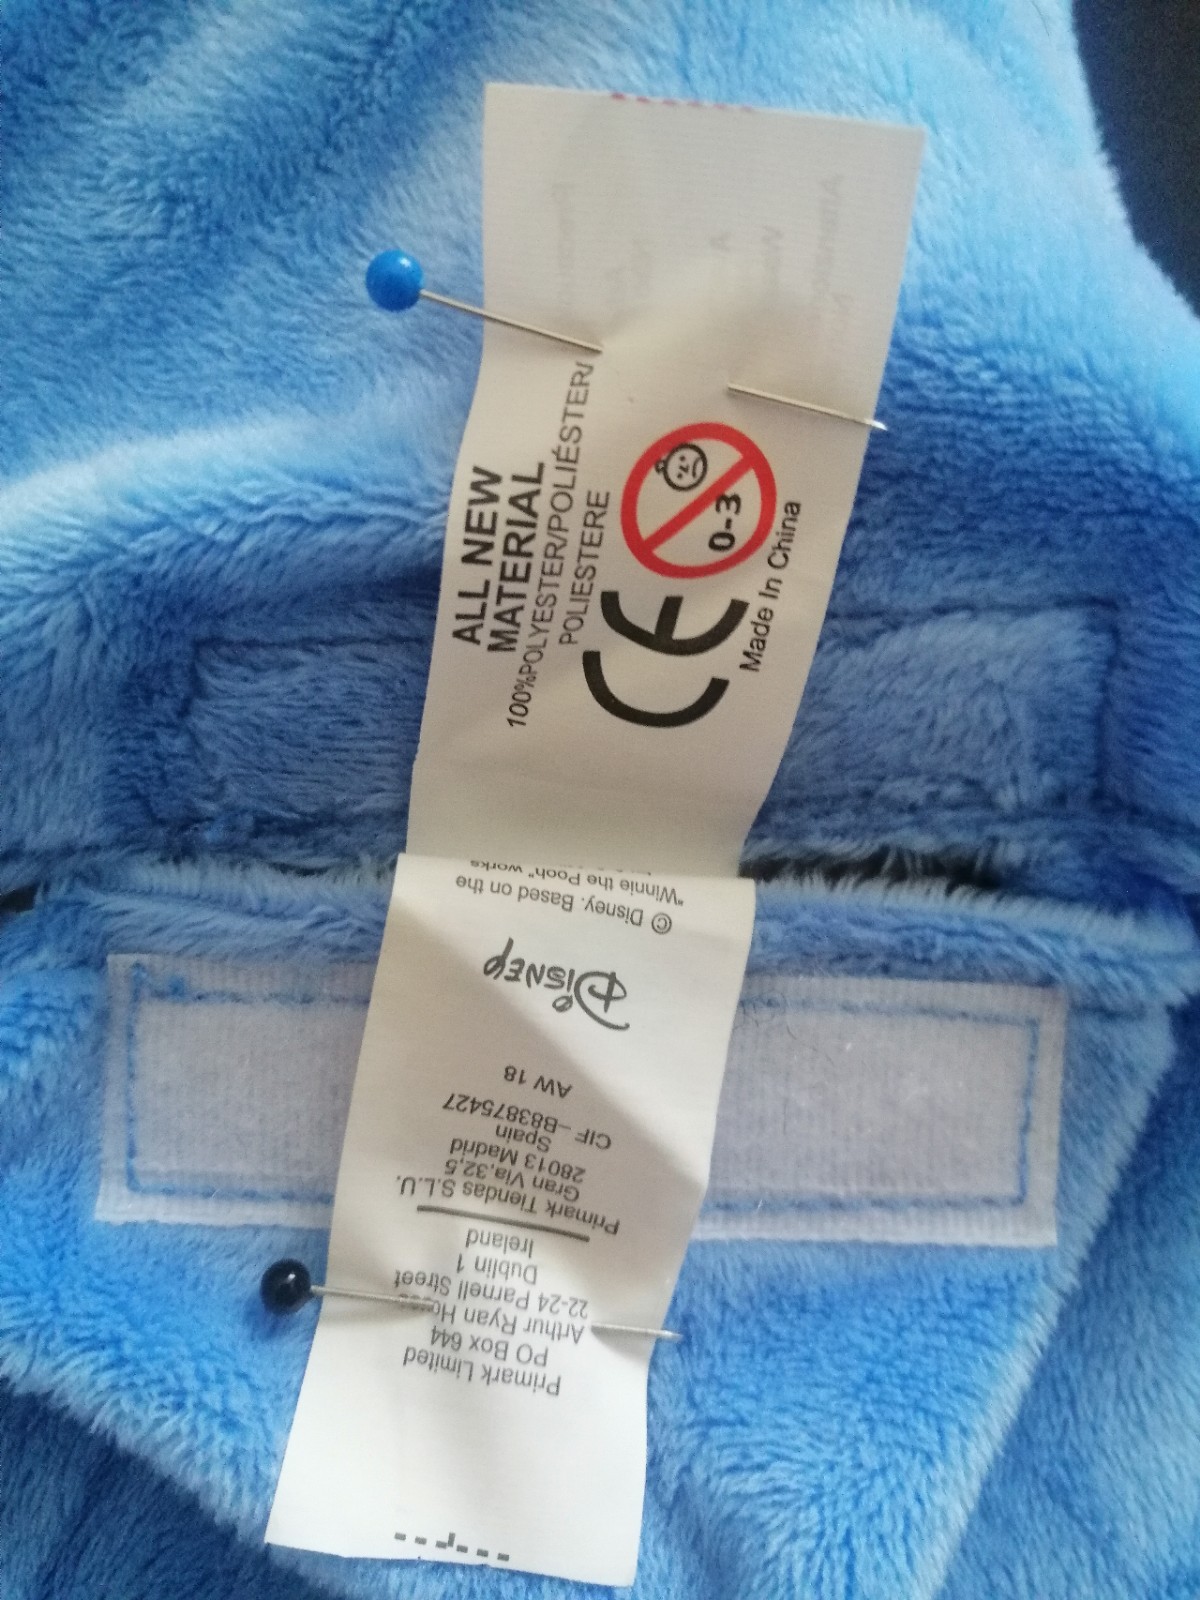 ALL NEW
MATERIAL
100%POLYESTER/POLIÉSTER/
POLIESTERE
0-3
CE
Made In China
Primark Limited
PO Box 644
Arthur Ryan
22-24 Parnell Street
Dublin 1
Ireland
Primark Tiendas S.L.U.
Gran Via,32,5
28013 Madrid
Spain
CIF -B83875427
AW 18
Disney
© Disney. Based on the
"Winnie the Pooh" works